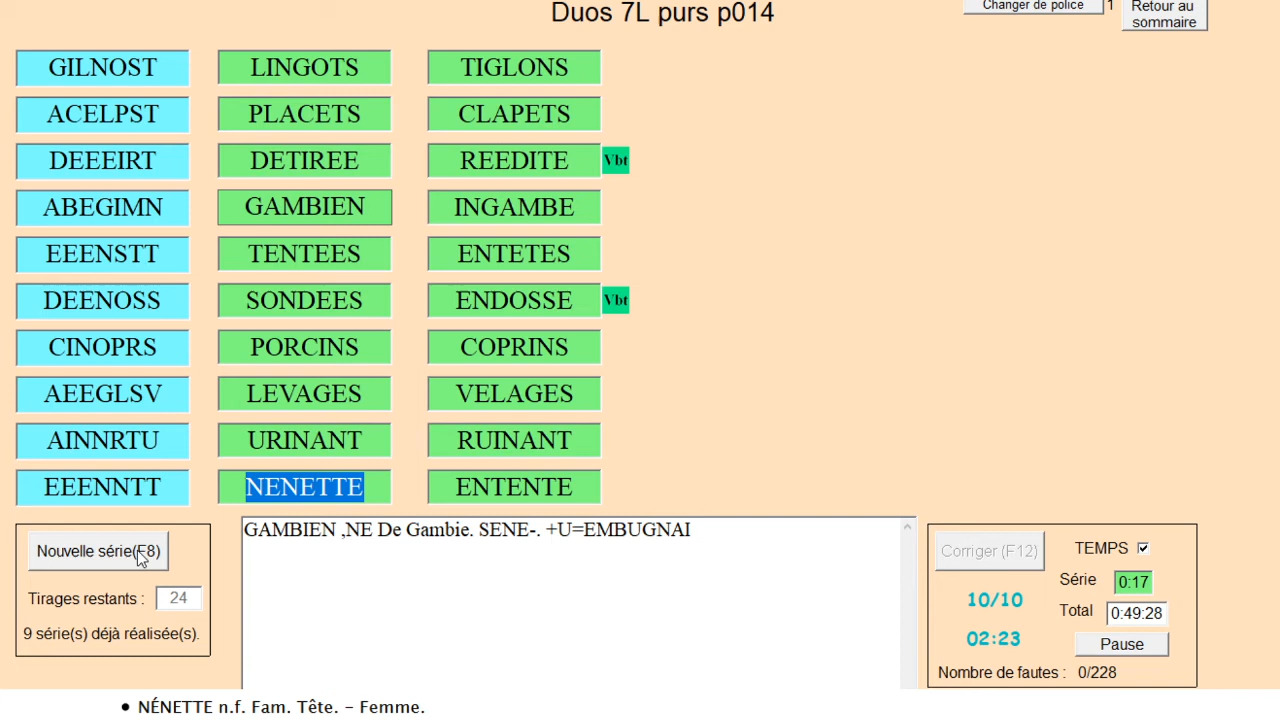 Duos 7L purs p014
Changer de police 1
Retour au
sommaire
GILNOST LINGOTS TIGLONS
ACELPST PLACETS CLAPETS
DEEEIRT DETIREE REEDITE Vbt
ABEGIMN GAMBIEN INGAMBE
EEENSTT TENTEES ENTETES
DEENOSS SONDEES ENDOSSE Vbt
CINOPRS PORCINS COPRINS
AEEGLSV LEVAGES VELAGES
AINNRTU URINANT RUINANT
EEENNTT NENETTE ENTENTE
Nouvelle série(F8)
Tirages restants : 24
9 série(s) déjà réalisée(s).
GAMBIEN ,NE De Gambie. SENE-. +U=EMBUGNAI
Corriger (F12)
TEMPS
Série 0:17
10/10
Total 0:49:28
02:23
Pause
Nombre de fautes : 0/228
• NÉNETTE n.f. Fam. Tête. – Femme.